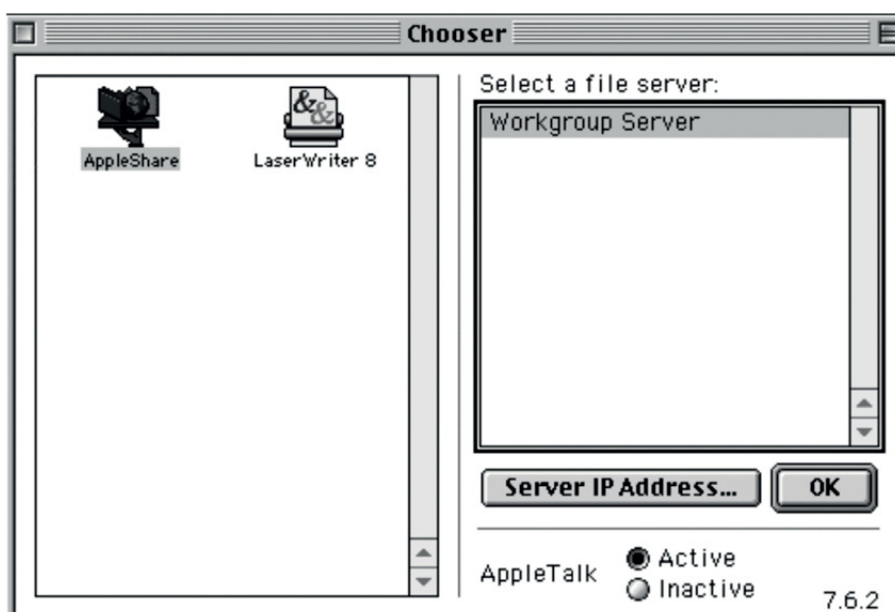 Chooser
AppleShare
LaserWriter 8
Select a file server:
Workgroup Server
Server IP Address...
OK
AppleTalk
Active
Inactive
7.6.2